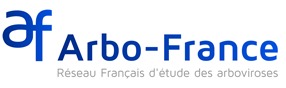 af Arbo-France
Réseau Français d'étude des arboviroses